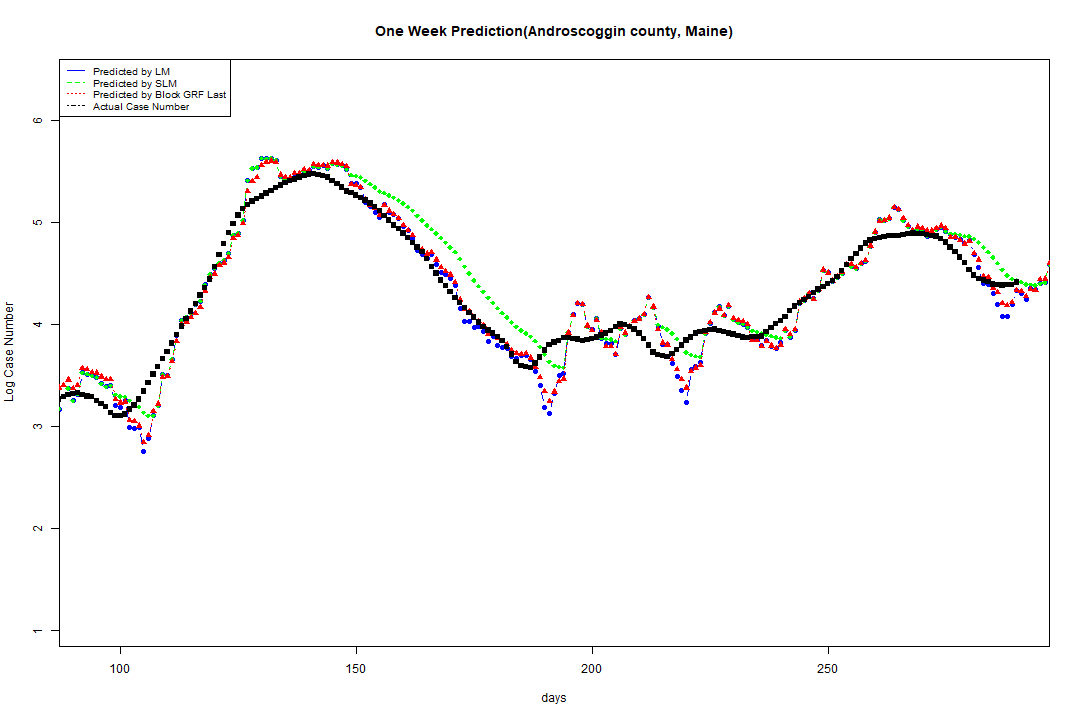 One Week Prediction(Androscoggin county, Maine)
Predicted by LM
Predicted by SLM
Predicted by Block GRF Last
Actual Case Number
6
5
4
3
2
1
Log Case Number
100 150 200 250
days